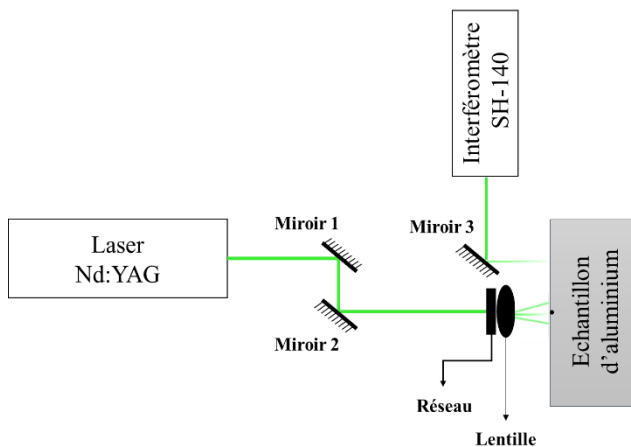 Interféromètre
SH-140
Miroir 1
Miroir 3
Laser
Nd:YAG
Miroir 2
Echantillon
d'aluminium
Réseau
Lentille